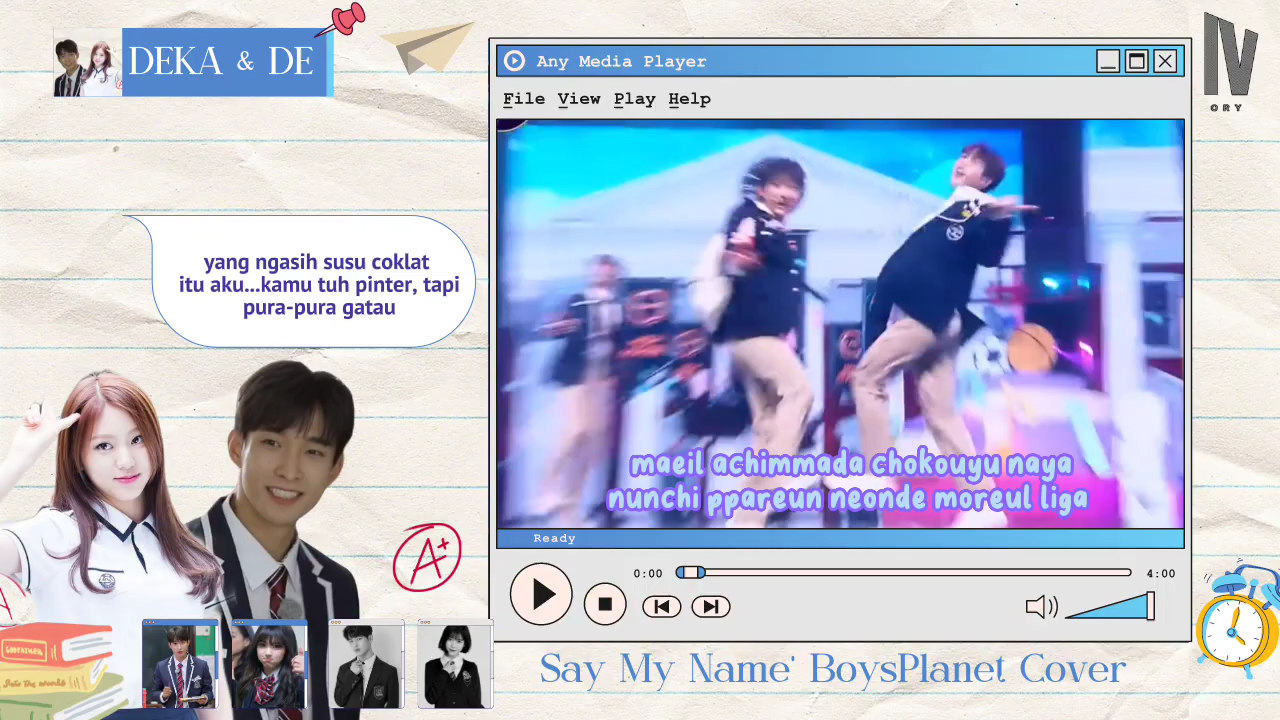 DEKA & DE
Any Media Player
File View Play Help
ORY
yang ngasih susu coklat
itu aku...kamu tuh pinter, tapi
pura-pura gatau
maeil achimmada chokouyu naya
nunchi ppareun neonde moreul liga
Ready
0:00
4:00
A+
Say My Name' BoysPlanet Cover